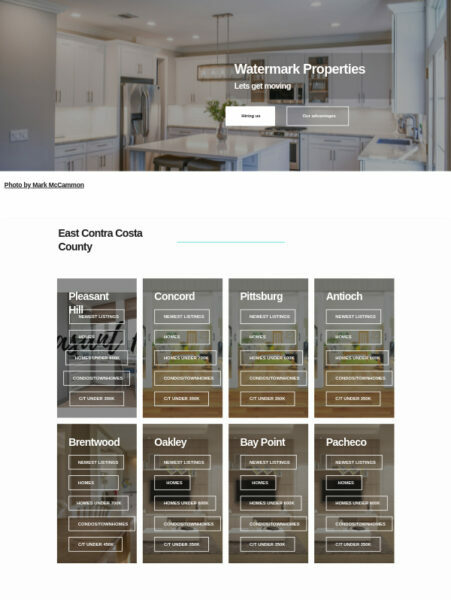 Watermark Properties
Lets get moving
Hiring us
Our advantages
Photo by Mark McCammon
East Contra Costa
County
Pleasant
Hill
NEWEST LISTINGS
HOMES
CONDOS/TOWNHOMES
C/T UNDER 350K
Concord
NEWEST LISTINGS
HOMES
HOMES UNDER 700K
CONDOS/TOWNHOMES
C/T UNDER 350K
Pittsburg
NEWEST LISTINGS
HOMES
HOMES UNDER 600K
CONDOS/TOWNHOMES
C/T UNDER 350K
Antioch
NEWEST LISTINGS
HOMES
HOMES UNDER 600K
CONDOS/TOWNHOMES
C/T UNDER 350K
Brentwood
NEWEST LISTINGS
HOMES
HOMES UNDER 700K
CONDOS/TOWNHOMES
C/T UNDER 450K
Oakley
NEWEST LISTINGS
HOMES
HOMES UNDER 600K
CONDOS/TOWNHOMES
C/T UNDER 350K
Bay Point
NEWEST LISTINGS
HOMES
HOMES UNDER 600K
CONDOS/TOWNHOMES
C/T UNDER 350K
Pacheco
NEWEST LISTINGS
HOMES
HOMES UNDER 600K
CONDOS/TOWNHOMES
C/T UNDER 350K